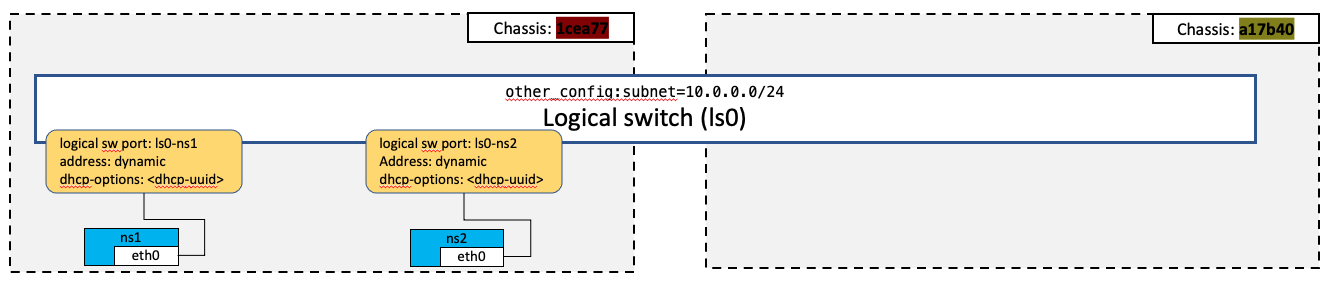 Chassis: 1cea77
Chassis: a17b40
other_config:subnet=10.0.0.0/24
Logical switch (ls0)
logical sw port: ls0-ns1
address: dynamic
dhcp-options: <dhcp-uuid>
logical sw port: ls0-ns2
Address: dynamic
dhcp-options: <dhcp-uuid>
ns1
eth0
ns2
eth0